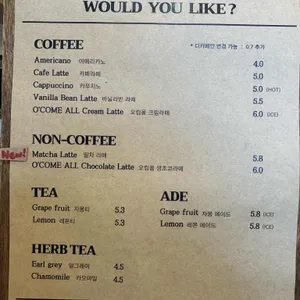 WOULD YOU LIKE?
COFFEE * 디카페인 변경 가능 : 0.7 추가
Americano 아메리카노 4.0
Cafe Latte 카페라떼 5.0
Cappuccino 카푸치노 5.0 (HOT)
Vanilla Bean Latte 바닐라빈 라떼 5.5
O'COME ALL Cream Latte 오컴올 크림라떼 6.0 (ICE)
NON-COFFEE
New!
Matcha Latte 말차 라떼 5.8
O'COME ALL Chocolate Latte 오컴올 생초코라떼 6.0
TEA
Grape fruit 자몽티 5.3
Lemon 레몬티 5.3
ADE
Grape fruit 자몽 에이드 5.8 (ICE)
Lemon 레몬 에이드 5.8 (ICE)
HERB TEA
Earl grey 얼그레이 4.5
Chamomile 카모마일 4.5